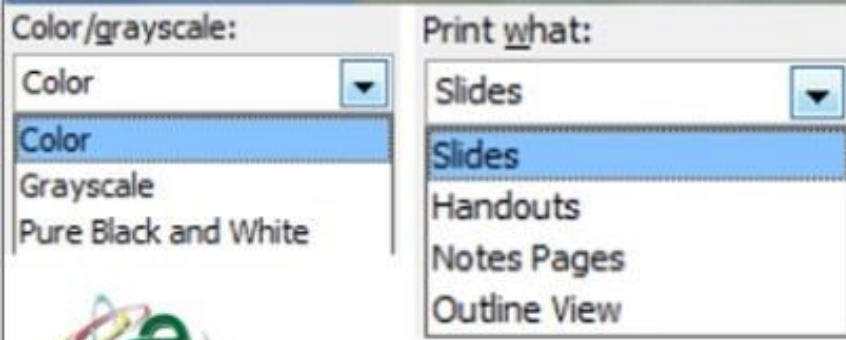 Color/grayscale:
Color
Color
Grayscale
Pure Black and White
Print what:
Slides
Slides
Handouts
Notes Pages
Outline View